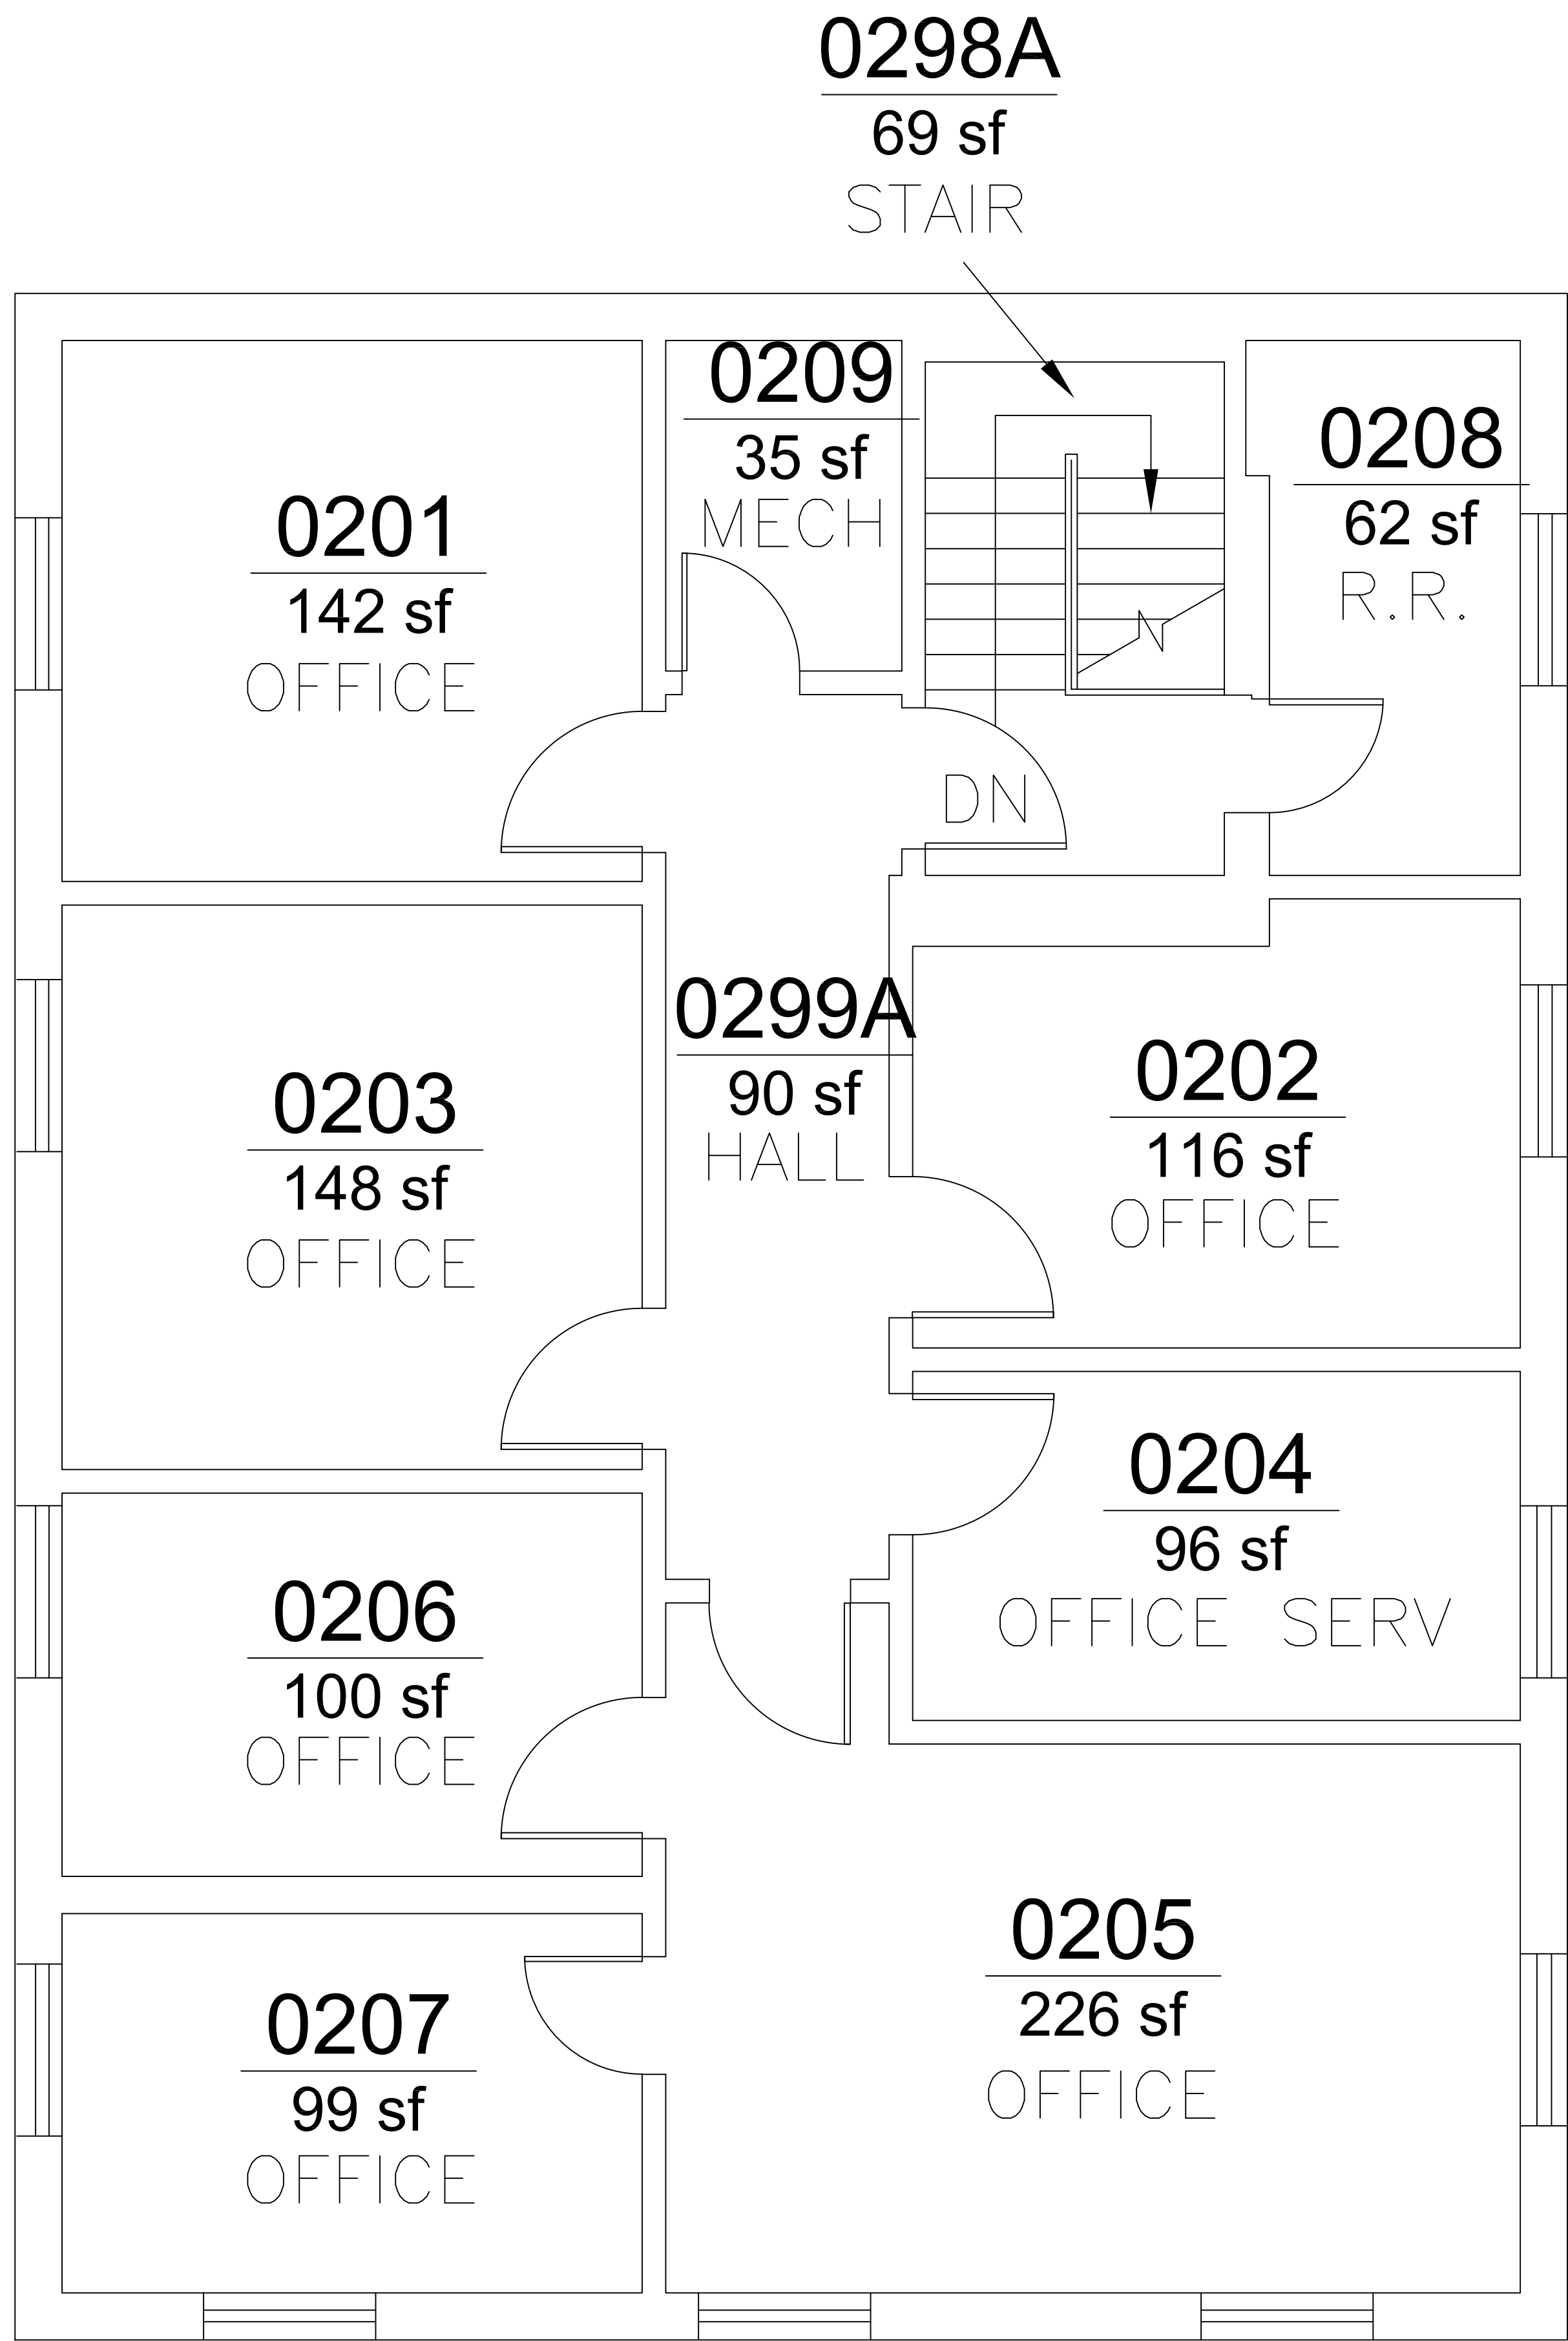 0298A
69 sf
STAIR
0209
35 sf
MECH
0208
62 sf
R.R.
0201
142 sf
OFFICE
DN
0299A
90 sf
HALL
0202
116 sf
OFFICE
0203
148 sf
OFFICE
0204
96 sf
OFFICE SERV
0206
100 sf
OFFICE
0205
226 sf
OFFICE
0207
99 sf
OFFICE